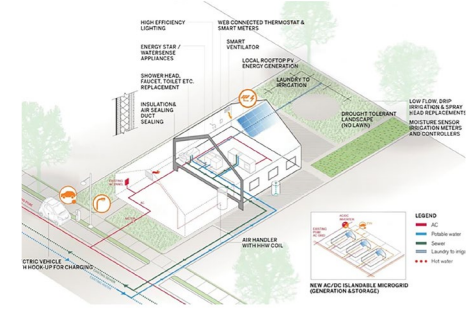 HIGH EFFICIENCY
LIGHTING
WEB CONNECTED THERMOSTAT &
SMART METERS
ENERGY STAR /
WATERSENSE
APPLIANCES
SMART
VENTILATOR
LOCAL ROOFTOP PV
ENERGY GENERATION
SHOWER HEAD,
FAUCET, TOILET ETC.
REPLACEMENT
LAUNDRY TO
IRRIGATION
INSULATION &
AIR SEALING
DUCT
SEALING
DROUGHT TOLERANT
LANDSCAPE
(NO LAWN)
LOW FLOW, DRIP
IRRIGATION & SPRAY
HEAD REPLACEMENTS
MOISTURE SENSOR
IRRIGATION METERS
AND CONTROLLERS
AIR HANDLER
WITH HHW COIL
CTRIC VEHICLE
H HOOK-UP FOR CHARGING
NEW AC/DC ISLANDABLE MICROGRID
(GENERATION & STORAGE)
LEGEND
AC
Potable water
Sewer
Laundry to irriga
Hot water